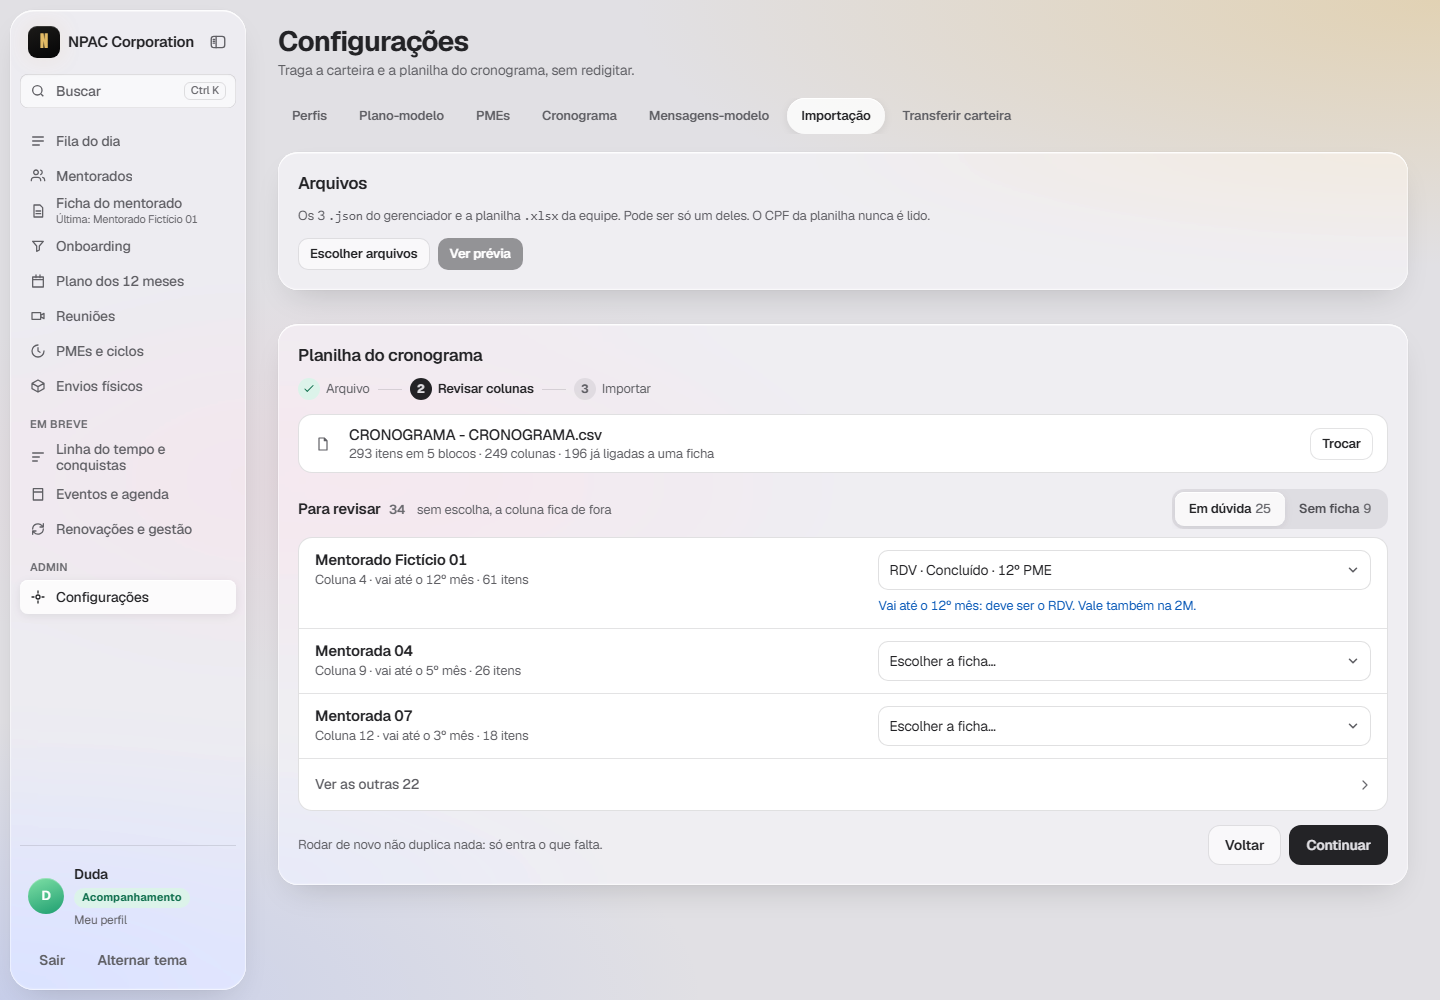 N
NPAC Corporation
Buscar
Ctrl K
Fila do dia
Mentorados
Ficha do mentorado
Última: Mentorado Fictício 01
Onboarding
Plano dos 12 meses
Reuniões
PMEs e ciclos
Envios físicos
EM BREVE
Linha do tempo e
conquistas
Eventos e agenda
Renovações e gestão
ADMIN
Configurações
D
Duda
Acompanhamento
Meu perfil
Sair
Alternar tema
Configurações
Traga a carteira e a planilha do cronograma, sem redigitar.
Perfis
Plano-modelo
PMEs
Cronograma
Mensagens-modelo
Importação
Transferir carteira
Arquivos
Os 3 .json do gerenciador e a planilha .xlsx da equipe. Pode ser só um deles. O CPF da planilha nunca é lido.
Escolher arquivos
Ver prévia
Planilha do cronograma
Arquivo
2 Revisar colunas
3 Importar
CRONOGRAMA - CRONOGRAMA.csv
293 itens em 5 blocos · 249 colunas · 196 já ligadas a uma ficha
Trocar
Para revisar 34 sem escolha, a coluna fica de fora
Em dúvida 25
Sem ficha 9
Mentorado Fictício 01
Coluna 4 · vai até o 12º mês · 61 itens
RDV · Concluído · 12º PME
Vai até o 12º mês: deve ser o RDV. Vale também na 2M.
Mentorada 04
Coluna 9 · vai até o 5º mês · 26 itens
Escolher a ficha…
Mentorada 07
Coluna 12 · vai até o 3º mês · 18 itens
Escolher a ficha…
Ver as outras 22
Rodar de novo não duplica nada: só entra o que falta.
Voltar
Continuar